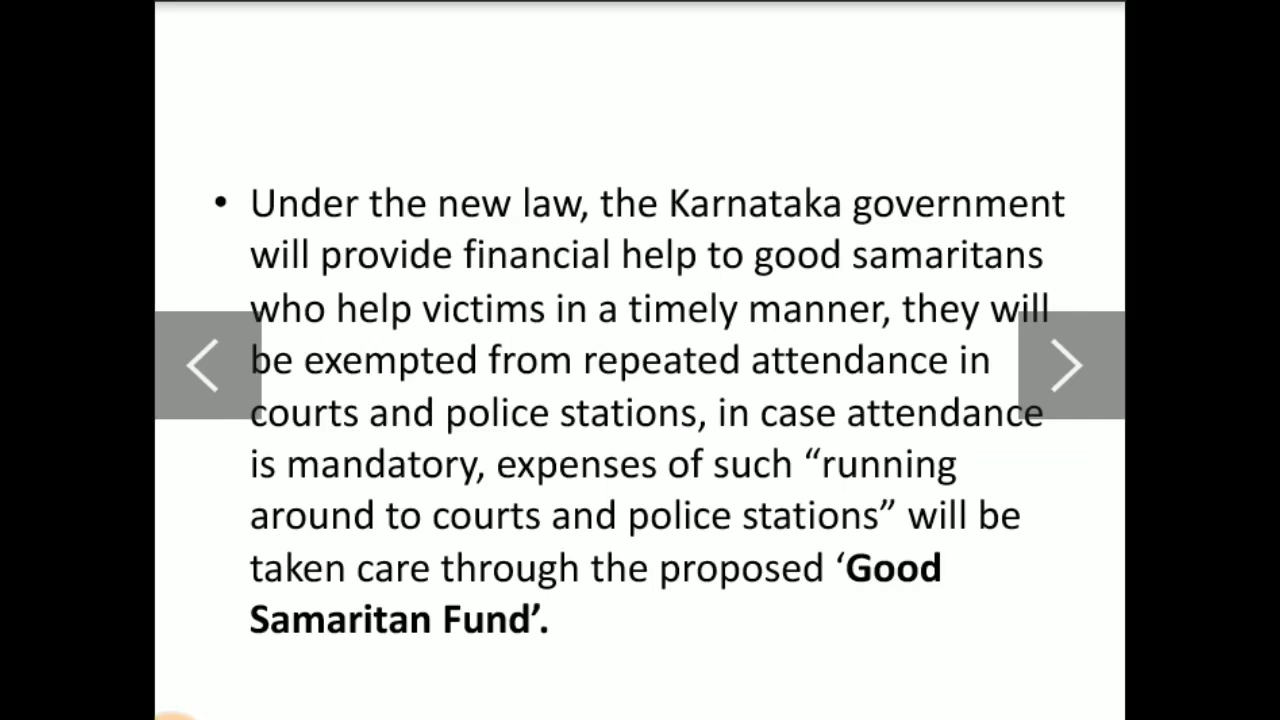 • Under the new law, the Karnataka government
will provide financial help to good samaritans
who help victims in a timely manner, they will
be exempted from repeated attendance in
courts and police stations, in case attendance
is mandatory, expenses of such “running
around to courts and police stations” will be
taken care through the proposed ‘Good
Samaritan Fund’.